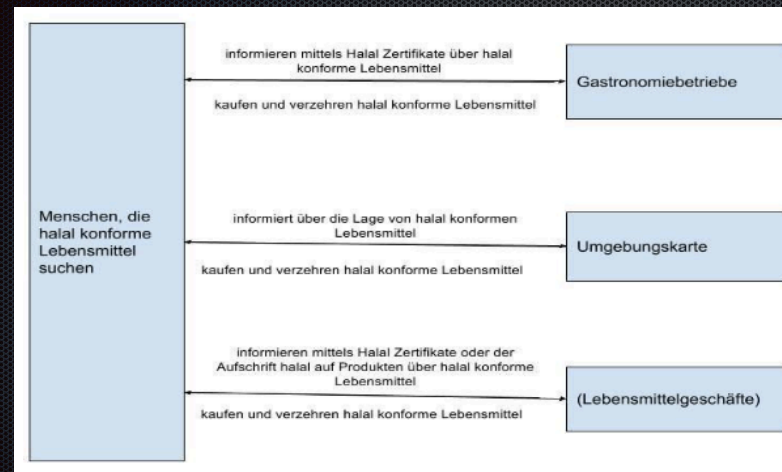 informieren mittels Halal Zertifikate über halal
konforme Lebensmittel
Gastronomiebetriebe
kaufen und verzehren halal konforme Lebensmittel
Menschen, die
halal konforme
Lebensmittel
suchen
informiert über die Lage von halal konformen
Lebensmittel
Umgebungskarte
kaufen und verzehren halal konforme Lebensmittel
informieren mittels Halal Zertifikate oder der
Aufschrift halal auf Produkten über halal konforme
Lebensmittel
(Lebensmittelgeschäfte)
kaufen und verzehren halal konforme Lebensmittel